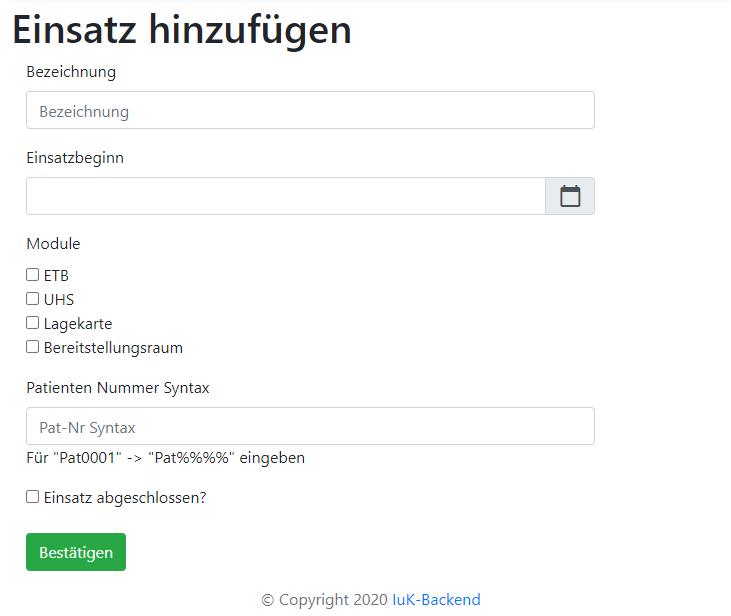 Einsatz hinzufügen
Bezeichnung
Bezeichnung
Einsatzbeginn
Module
ETB
UHS
Lagekarte
Bereitstellungsraum
Patienten Nummer Syntax
Pat-Nr Syntax
Für "Pat0001" -> "Pat%%%%" eingeben
Einsatz abgeschlossen?
Bestätigen
© Copyright 2020 IuK-Backend